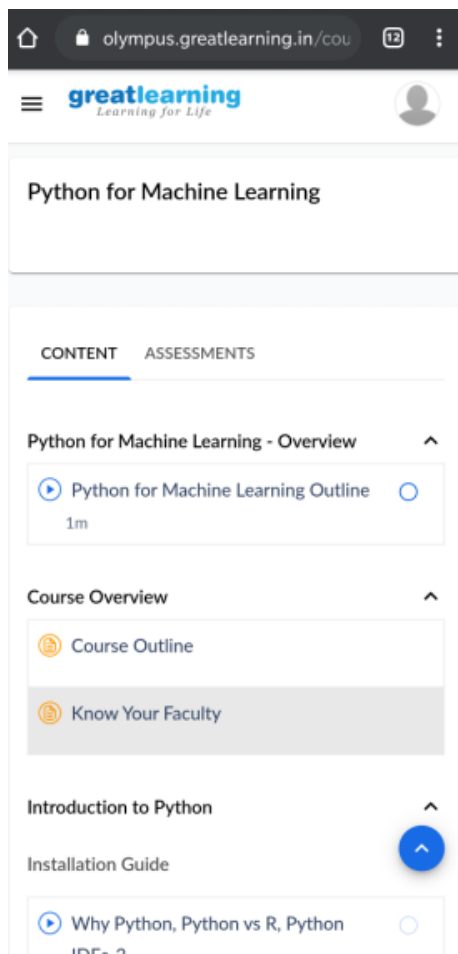 olympus.greatlearning.in/cou
12
greatlearning
Learning for Life
Python for Machine Learning
CONTENT ASSESSMENTS
Python for Machine Learning - Overview
Python for Machine Learning Outline
1m
Course Overview
Course Outline
Know Your Faculty
Introduction to Python
Installation Guide
Why Python, Python vs R, Python
IDEs-2